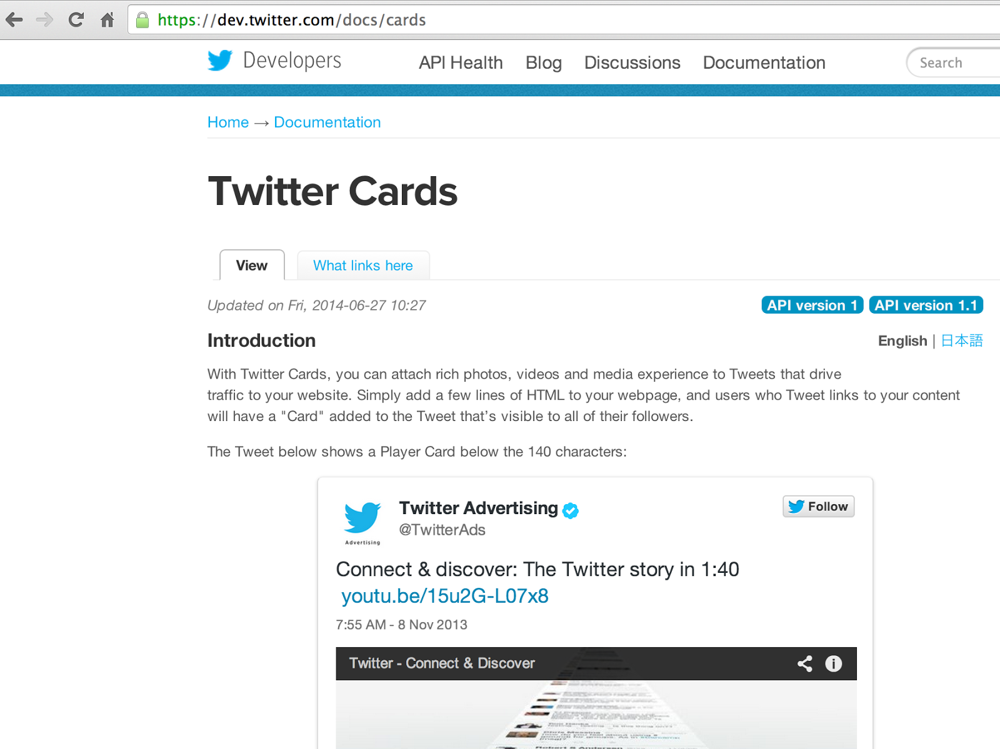 https://dev.twitter.com/docs/cards
Developers API Health Blog Discussions Documentation Search
Home → Documentation
Twitter Cards
View What links here
Updated on Fri, 2014-06-27 10:27 API version 1 API version 1.1
Introduction English | 日本語
With Twitter Cards, you can attach rich photos, videos and media experience to Tweets that drive
traffic to your website. Simply add a few lines of HTML to your webpage, and users who Tweet links to your content
will have a "Card" added to the Tweet that’s visible to all of their followers.
The Tweet below shows a Player Card below the 140 characters:
Twitter Advertising Follow
@TwitterAds
Advertising
Connect & discover: The Twitter story in 1:40
youtu.be/15u2G-L07x8
7:55 AM - 8 Nov 2013
Twitter - Connect & Discover